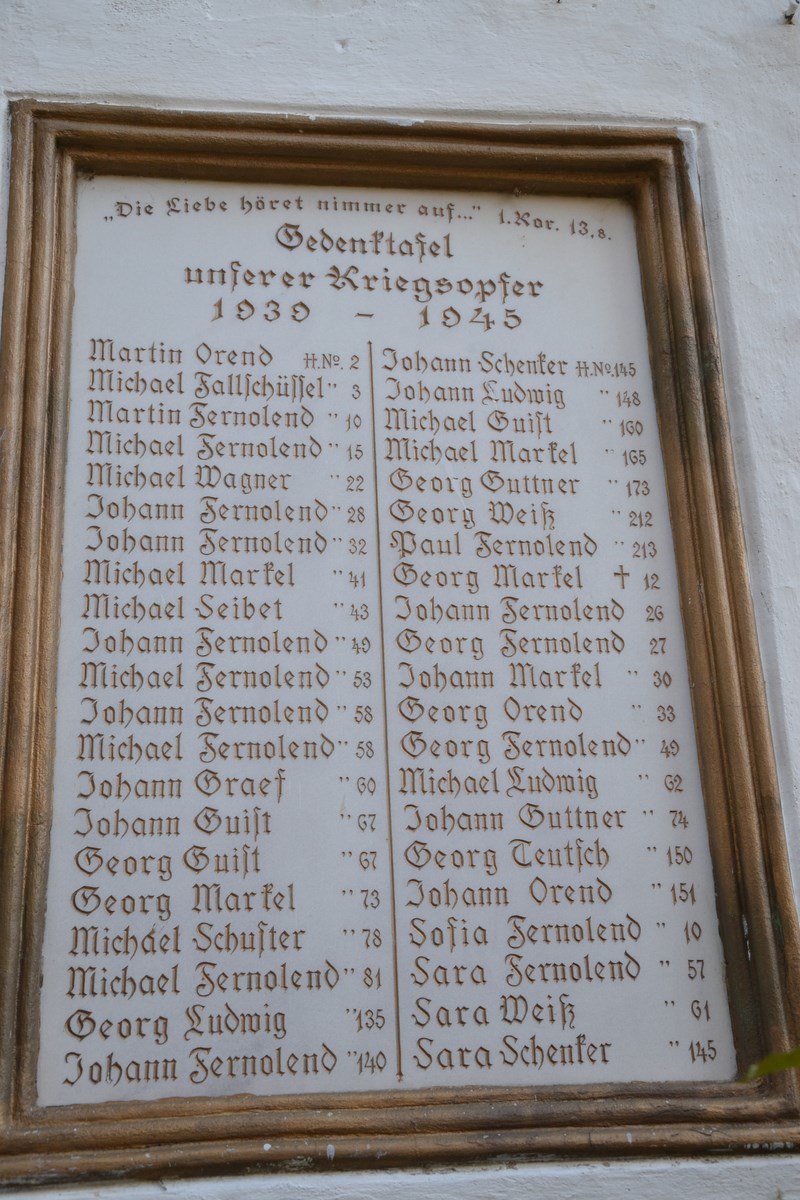 „Die Liebe höret nimmer auf..." 1. Kor. 13,8.
Gedenktafel
unserer Kriegsopfer
1939 - 1945
Martin Orend H.No. 2
Michael Fallschüssel " 3
Martin Fernolend " 10
Michael Fernolend " 15
Michael Wagner " 22
Johann Fernolend " 28
Johann Fernolend " 32
Michael Markel " 41
Michael Seibet " 43
Johann Fernolend " 49
Michael Fernolend " 53
Johann Fernolend " 58
Michael Fernolend " 58
Johann Graef " 60
Johann Guist " 67
Georg Guist " 67
Georg Markel " 73
Michael Schuster " 78
Michael Fernolend " 81
Georg Ludwig " 135
Johann Fernolend " 140
Johann Schenker H.No. 145
Johann Ludwig " 148
Michael Guist " 160
Michael Markel " 165
Georg Guttner " 173
Georg Weiß " 212
Paul Fernolend " 213
Georg Markel † 12
Johann Fernolend 26
Georg Fernolend 27
Johann Markel " 30
Georg Orend " 33
Georg Fernolend " 49
Michael Ludwig " 62
Johann Guttner " 74
Georg Teutsch " 150
Johann Orend " 151
Sofia Fernolend " 10
Sara Fernolend " 57
Sara Weiß " 61
Sara Schenker " 145